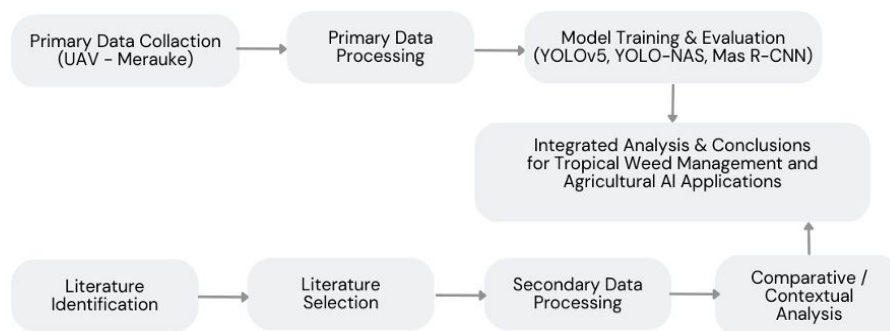 Primary Data Collaction
(UAV - Merauke)
Primary Data
Processing
Model Training & Evaluation
(YOLOv5, YOLO-NAS, Mas R-CNN)
Integrated Analysis & Conclusions
for Tropical Weed Management and
Agricultural AI Applications
Literature
Identification
Literature
Selection
Secondary Data
Processing
Comparative /
Contextual
Analysis